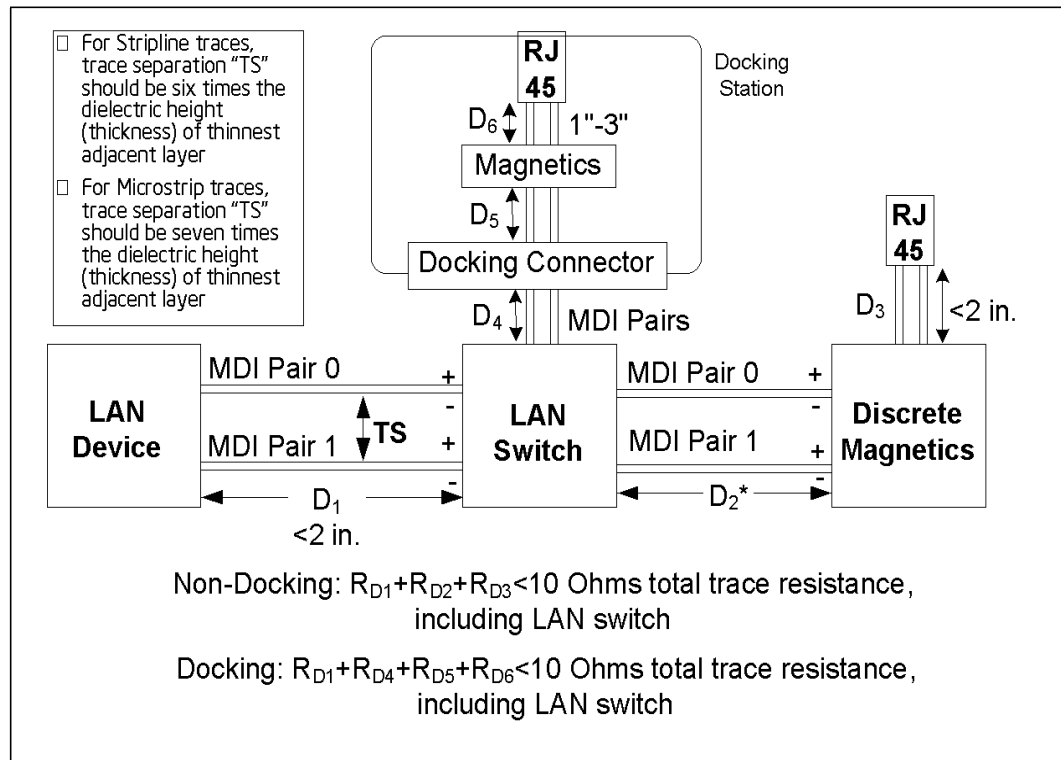 □ For Stripline traces,
trace separation “TS”
should be six times the
dielectric height
(thickness) of thinnest
adjacent layer
□ For Microstrip traces,
trace separation “TS”
should be seven times
the dielectric height
(thickness) of thinnest
adjacent layer
RJ
45
Docking
Station
D6
1"-3"
Magnetics
D5
Docking Connector
D4
MDI Pairs
RJ
45
D3
<2 in.
LAN
Device
MDI Pair 0
+
-
TS
MDI Pair 1
+
-
D1
<2 in.
LAN
Switch
MDI Pair 0
+
-
MDI Pair 1
+
-
D2*
Discrete
Magnetics
Non-Docking: RD1+RD2+RD3<10 Ohms total trace resistance,
including LAN switch
Docking: RD1+RD4+RD5+RD6<10 Ohms total trace resistance,
including LAN switch